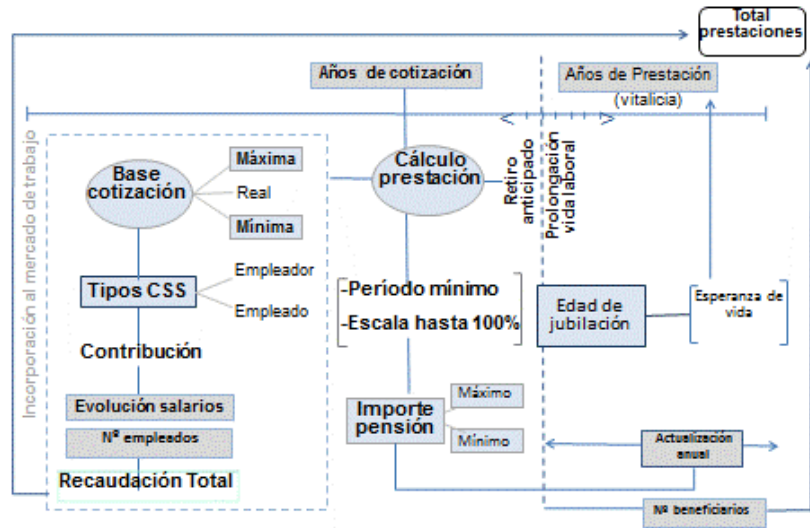 Total
prestaciones
Años de cotización
Años de Prestación
(vitalicia)
Incorporación al mercado de trabajo
Base
cotización
Máxima
Real
Mínima
Cálculo
prestación
Retiro
anticipado
Prolongación
vida laboral
Tipos CSS
Empleador
Empleado
-Período mínimo
-Escala hasta 100%
Edad de
jubilación
Esperanza de
vida
Contribución
Evolución salarios
Nº empleados
Recaudación Total
Importe
pensión
Máximo
Mínimo
Actualización
anual
Nº beneficiarios